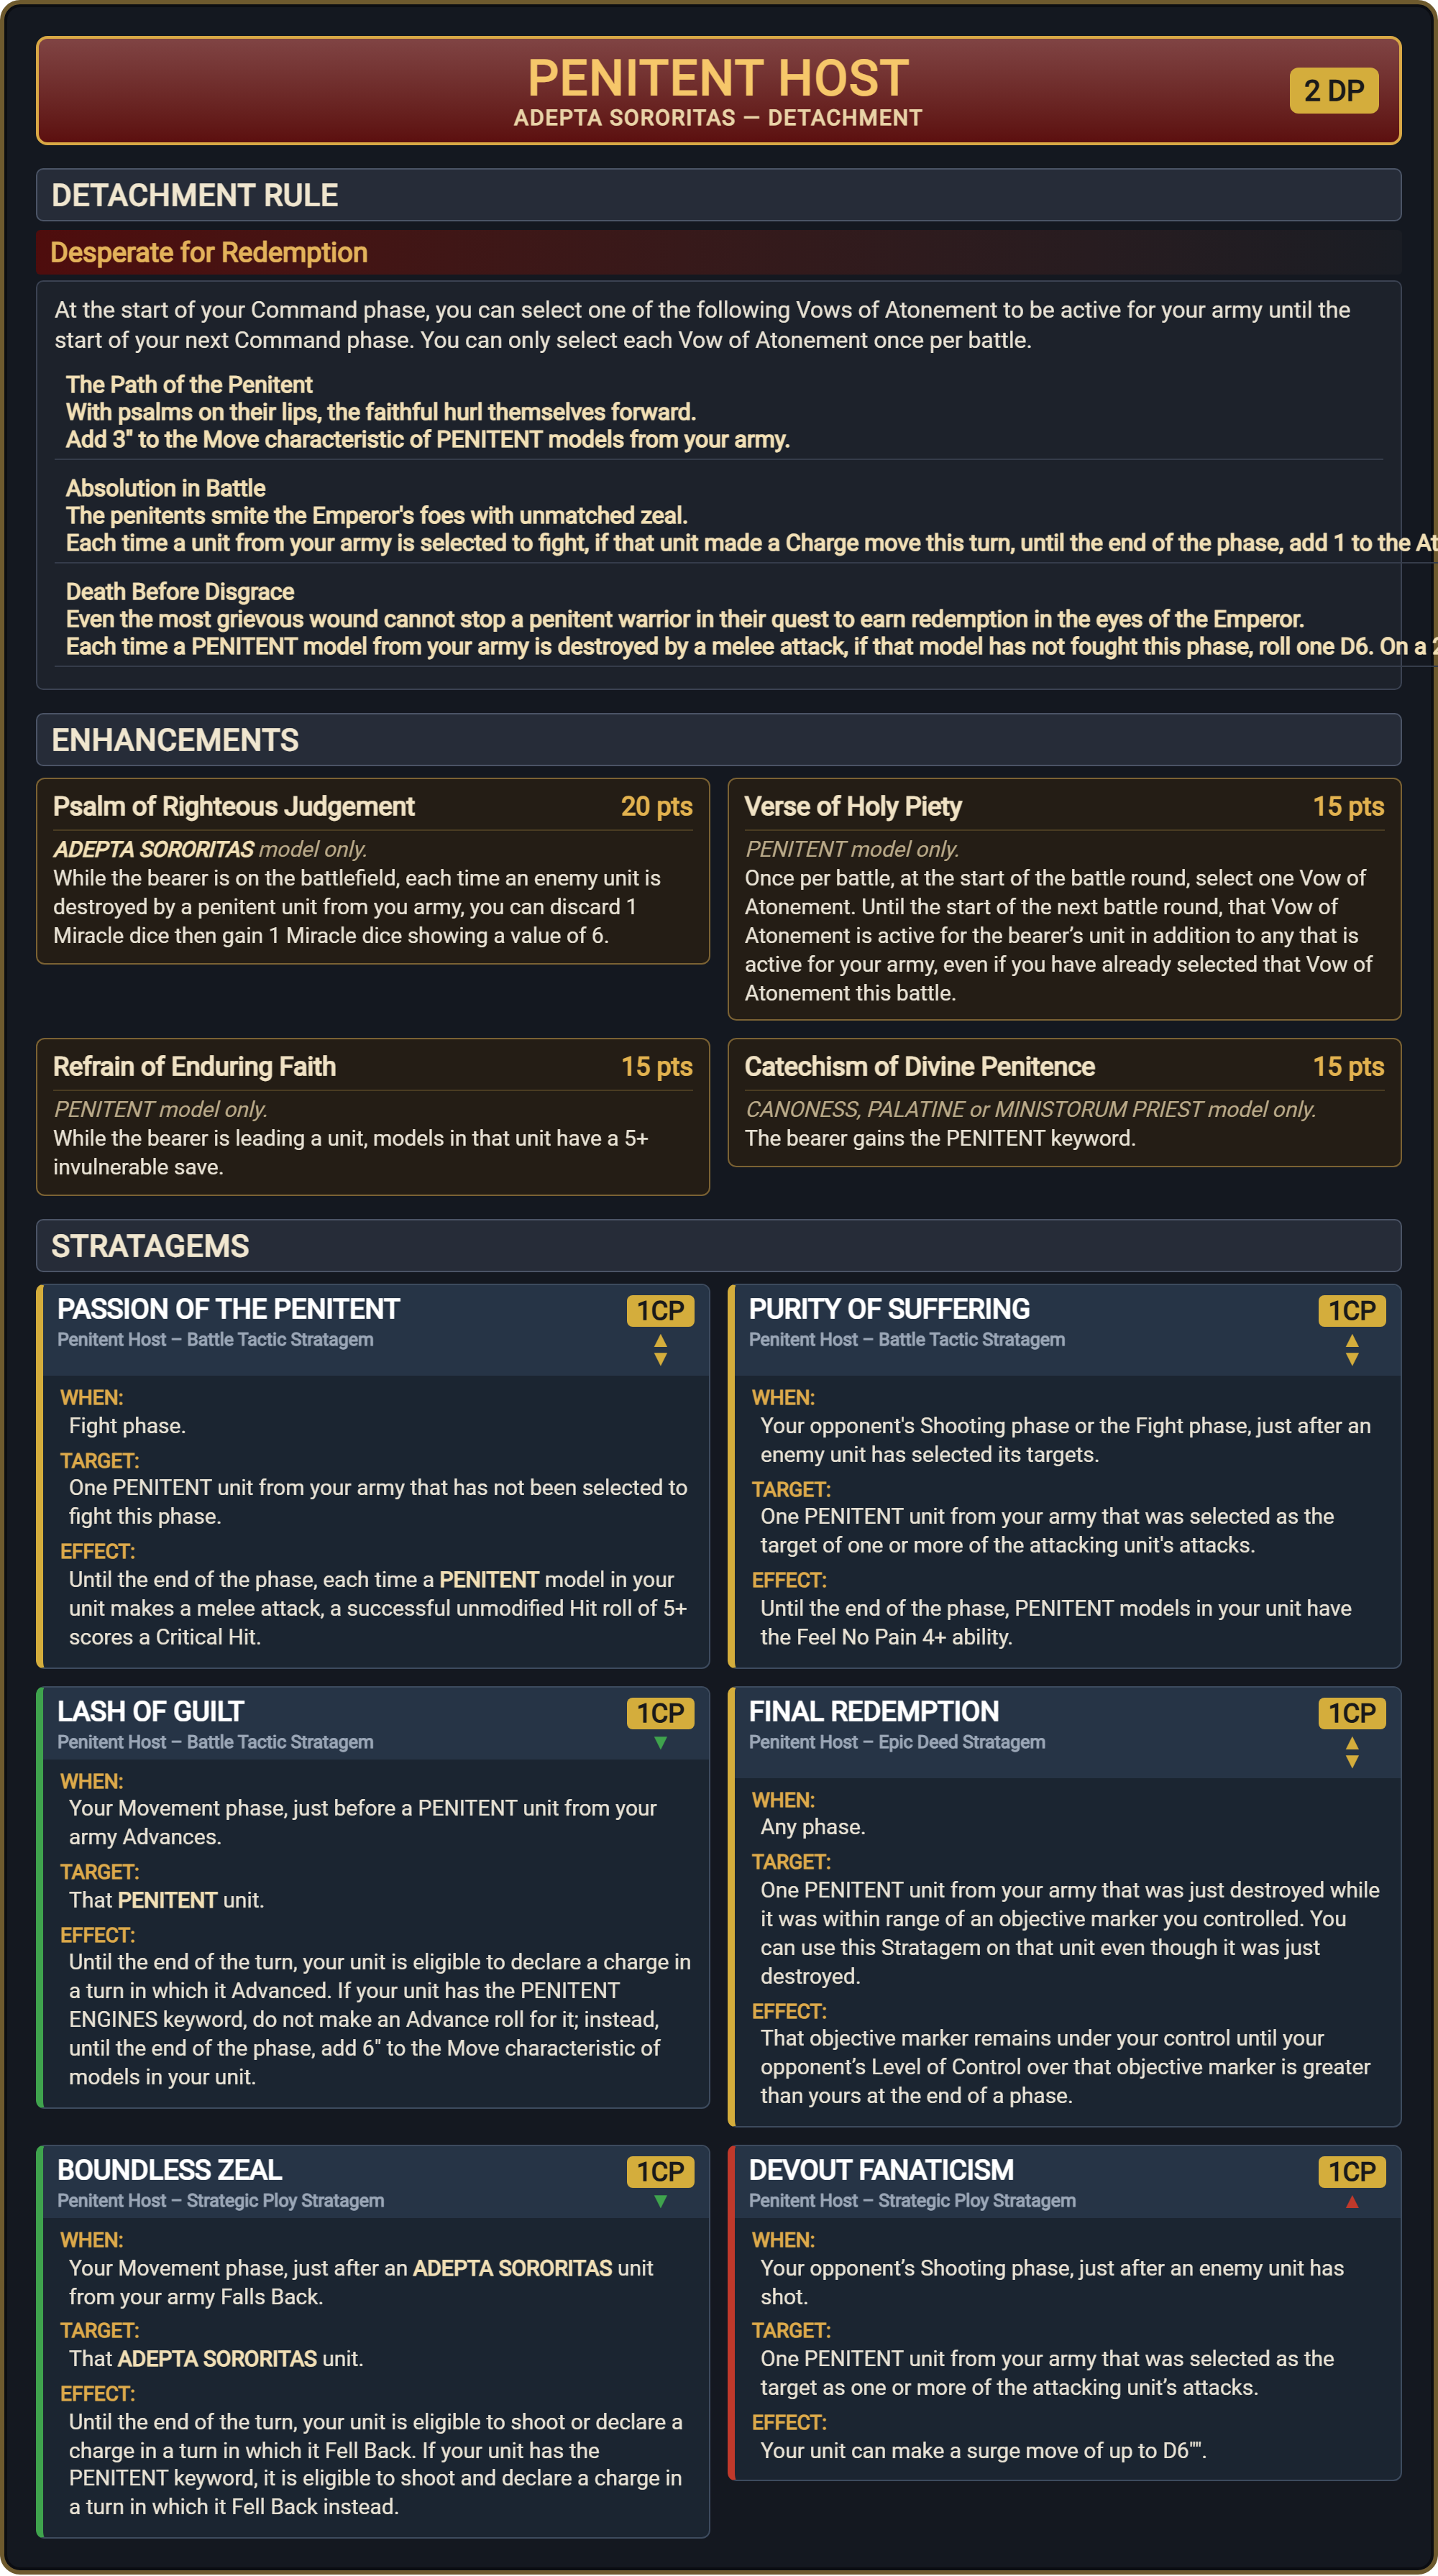 PENITENT HOST
ADEPTA SORORITAS — DETACHMENT
2 DP
DETACHMENT RULE
Desperate for Redemption
At the start of your Command phase, you can select one of the following Vows of Atonement to be active for your army until the
start of your next Command phase. You can only select each Vow of Atonement once per battle.
The Path of the Penitent
With psalms on their lips, the faithful hurl themselves forward.
Add 3" to the Move characteristic of PENITENT models from your army.
Absolution in Battle
The penitents smite the Emperor's foes with unmatched zeal.
Each time a unit from your army is selected to fight, if that unit made a Charge move this turn, until the end of the phase, add 1 to the
Death Before Disgrace
Even the most grievous wound cannot stop a penitent warrior in their quest to earn redemption in the eyes of the Emperor.
Each time a PENITENT model from your army is destroyed by a melee attack, if that model has not fought this phase, roll one D6. On a
ENHANCEMENTS
Psalm of Righteous Judgement 20 pts
ADEPTA SORORITAS model only.
While the bearer is on the battlefield, each time an enemy unit is
destroyed by a penitent unit from you army, you can discard 1
Miracle dice then gain 1 Miracle dice showing a value of 6.
Verse of Holy Piety 15 pts
PENITENT model only.
Once per battle, at the start of the battle round, select one Vow of
Atonement. Until the start of the next battle round, that Vow of
Atonement is active for the bearer’s unit in addition to any that is
active for your army, even if you have already selected that Vow of
Atonement this battle.
Refrain of Enduring Faith 15 pts
PENITENT model only.
While the bearer is leading a unit, models in that unit have a 5+
invulnerable save.
Catechism of Divine Penitence 15 pts
CANONESS, PALATINE or MINISTORUM PRIEST model only.
The bearer gains the PENITENT keyword.
STRATAGEMS
PASSION OF THE PENITENT 1CP
Penitent Host – Battle Tactic Stratagem ▲
▼
WHEN:
Fight phase.
TARGET:
One PENITENT unit from your army that has not been selected to
fight this phase.
EFFECT:
Until the end of the phase, each time a PENITENT model in your
unit makes a melee attack, a successful unmodified Hit roll of 5+
scores a Critical Hit.
PURITY OF SUFFERING 1CP
Penitent Host – Battle Tactic Stratagem ▲
▼
WHEN:
Your opponent's Shooting phase or the Fight phase, just after an
enemy unit has selected its targets.
TARGET:
One PENITENT unit from your army that was selected as the
target of one or more of the attacking unit's attacks.
EFFECT:
Until the end of the phase, PENITENT models in your unit have
the Feel No Pain 4+ ability.
LASH OF GUILT 1CP
Penitent Host – Battle Tactic Stratagem ▼
WHEN:
Your Movement phase, just before a PENITENT unit from your
army Advances.
TARGET:
That PENITENT unit.
EFFECT:
Until the end of the turn, your unit is eligible to declare a charge in
a turn in which it Advanced. If your unit has the PENITENT
ENGINES keyword, do not make an Advance roll for it; instead,
until the end of the phase, add 6" to the Move characteristic of
models in your unit.
FINAL REDEMPTION 1CP
Penitent Host – Epic Deed Stratagem ▲
▼
WHEN:
Any phase.
TARGET:
One PENITENT unit from your army that was just destroyed while
it was within range of an objective marker you controlled. You
can use this Stratagem on that unit even though it was just
destroyed.
EFFECT:
That objective marker remains under your control until your
opponent’s Level of Control over that objective marker is greater
than yours at the end of a phase.
BOUNDLESS ZEAL 1CP
Penitent Host – Strategic Ploy Stratagem ▼
WHEN:
Your Movement phase, just after an ADEPTA SORORITAS unit
from your army Falls Back.
TARGET:
That ADEPTA SORORITAS unit.
EFFECT:
Until the end of the turn, your unit is eligible to shoot or declare a
charge in a turn in which it Fell Back. If your unit has the
PENITENT keyword, it is eligible to shoot and declare a charge in
a turn in which it Fell Back instead.
DEVOUT FANATICISM 1CP
Penitent Host – Strategic Ploy Stratagem ▲
WHEN:
Your opponent’s Shooting phase, just after an enemy unit has
shot.
TARGET:
One PENITENT unit from your army that was selected as the
target as one or more of the attacking unit’s attacks.
EFFECT:
Your unit can make a surge move of up to D6"".